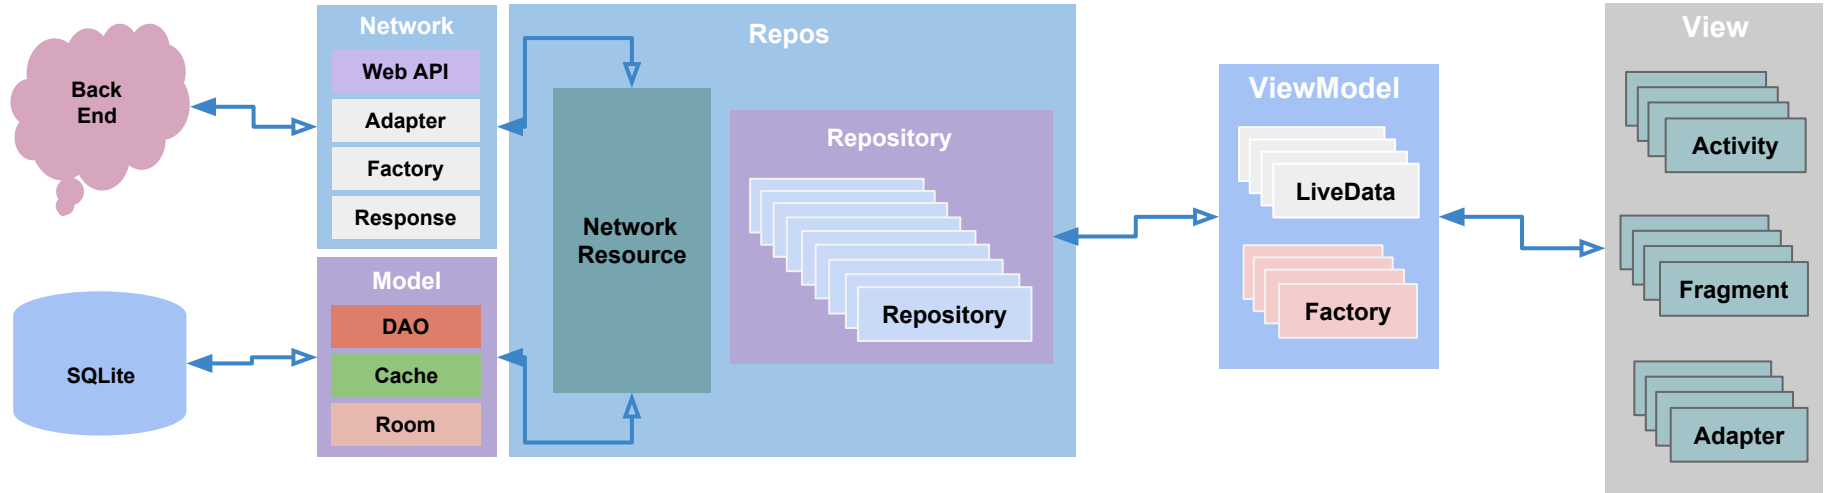 Back
End
SQLite
Network
Web API
Adapter
Factory
Response
Model
DAO
Cache
Room
Repos
Network
Resource
Repository
Repository
ViewModel
LiveData
Factory
View
Activity
Fragment
Adapter